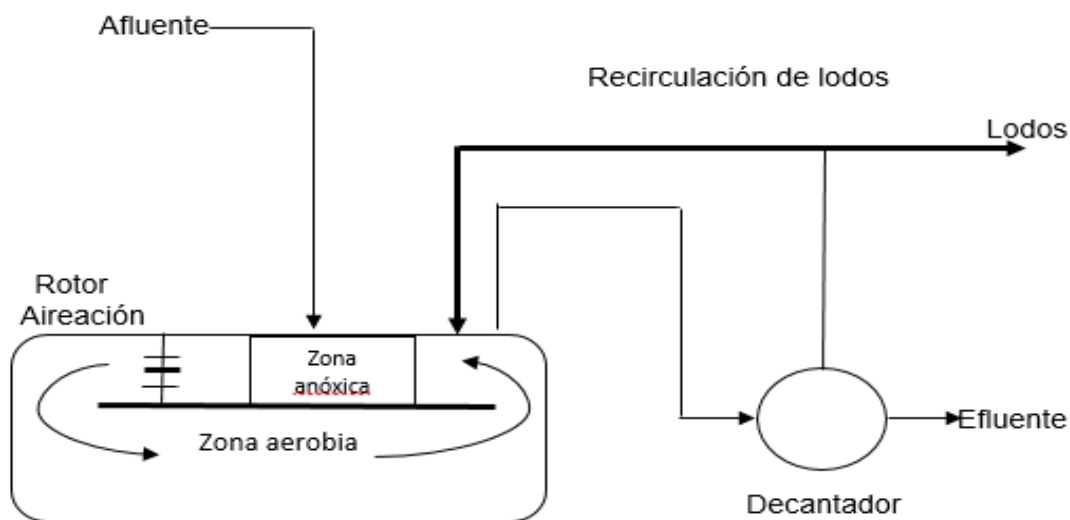 Afluente
Recirculación de lodos
Lodos
Rotor
Aireación
Zona
anóxica
Zona aerobia
Efluente
Decantador